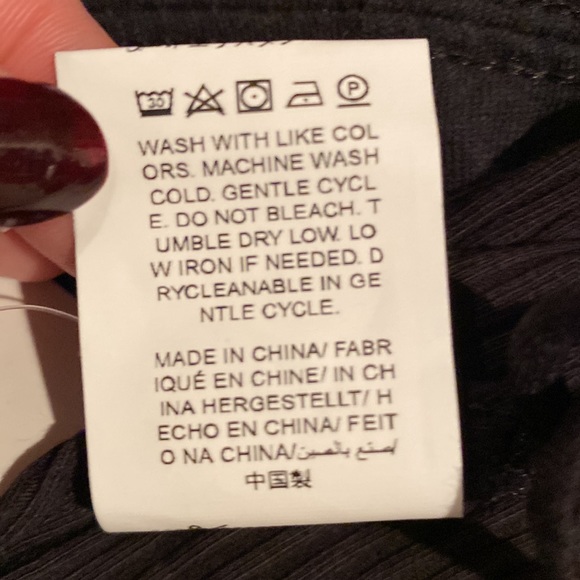 30 P
WASH WITH LIKE COL
ORS. MACHINE WASH
COLD. GENTLE CYCL
E. DO NOT BLEACH. T
UMBLE DRY LOW. LO
W IRON IF NEEDED. D
RYCLEANABLE IN GE
NTLE CYCLE.
MADE IN CHINA/ FABR
IQUÉ EN CHINE/ IN CH
INA HERGESTELLT/ H
ECHO EN CHINA/ FEIT
O NA CHINA/صنع بالصين/
中国製